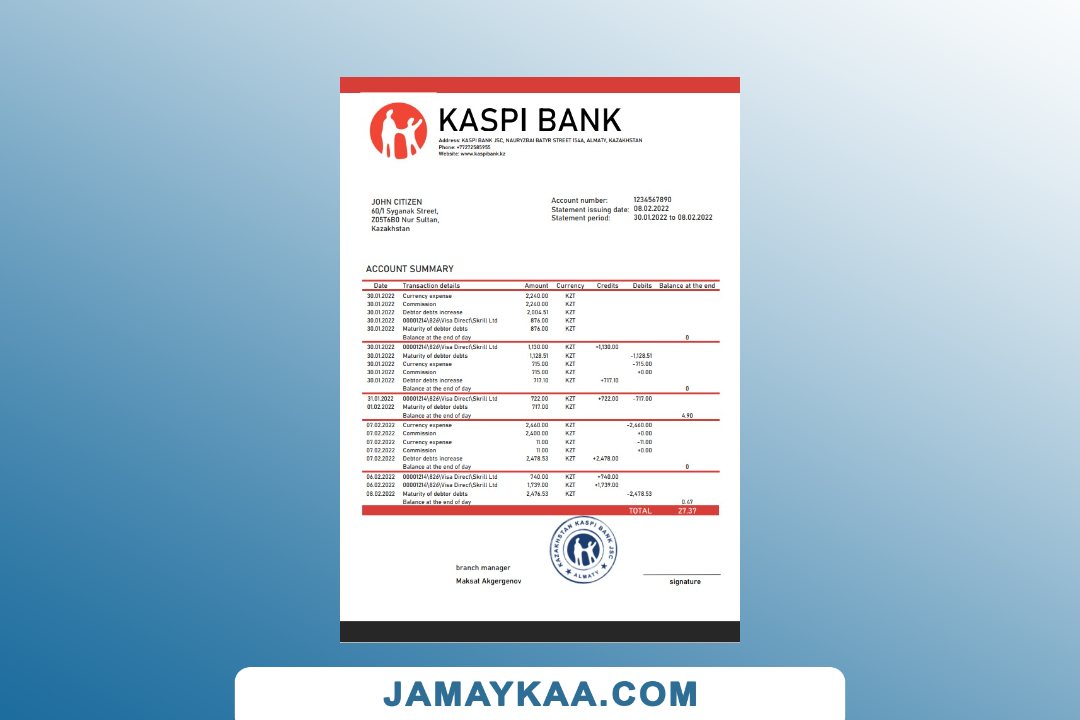 KASPI BANK
Address: KASPI BANK JSC, NAURYZBAI BATYR STREET 154A, ALMATY, KAZAKHSTAN
Phone: +77272585955
Website: www.kaspibank.kz
JOHN CITIZEN
60/1 Syganak Street,
Z05T6B0 Nur Sultan,
Kazakhstan
Account number: 1234567890
Statement issuing date: 08.02.2022
Statement period: 30.01.2022 to 08.02.2022
ACCOUNT SUMMARY
Date Transaction details Amount Currency Credits Debits Balance at the end
30.01.2022 Currency expense 2,240.00 KZT
30.01.2022 Commission 2,240.00 KZT
30.01.2022 Debtor debts increase 2,004.51 KZT
30.01.2022 00001214\826\Visa Direct\Skrill Ltd 876.00 KZT
30.01.2022 Maturity of debtor debts 876.00 KZT
Balance at the end of day 0
30.01.2022 00001214\826\Visa Direct\Skrill Ltd 1,130.00 KZT +1,130.00
30.01.2022 Maturity of debtor debts 1,128.51 KZT -1,128.51
30.01.2022 Currency expense 715.00 KZT -715.00
30.01.2022 Commission 715.00 KZT +0.00
30.01.2022 Debtor debts increase 717.10 KZT +717.10
Balance at the end of day 0
31.01.2022 00001214\826\Visa Direct\Skrill Ltd 722.00 KZT +722.00 -717.00
01.02.2022 Maturity of debtor debts 717.00 KZT
Balance at the end of day 4.90
07.02.2022 Currency expense 2,460.00 KZT -2,460.00
07.02.2022 Commission 2,400.00 KZT +0.00
07.02.2022 Currency expense 11.00 KZT -11.00
07.02.2022 Commission 11.00 KZT +0.00
07.02.2022 Debtor debts increase 2,478.53 KZT +2,478.00
Balance at the end of day 0
06.02.2022 00001214\826\Visa Direct\Skrill Ltd 740.00 KZT +740.00
06.02.2022 00001214\826\Visa Direct\Skrill Ltd 1,739.00 KZT +1,739.00
08.02.2022 Maturity of debtor debts 2,476.53 KZT -2,478.53
Balance at the end of day 0.47
TOTAL 27.37
KAZAKHSTAN KASPI BANK JSC
ALMATY
branch manager
Maksat Akgergenov
signature
JAMAYKAA.COM